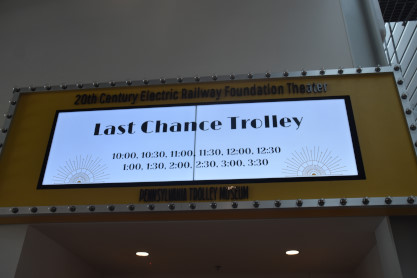 20th Century Electric Railway Foundation Theater
Last Chance Trolley
10:00, 10:30, 11:00, 11:30, 12:00, 12:30
1:00, 1:30, 2:00, 2:30, 3:00, 3:30
PENNSYLVANIA TROLLEY MUSEUM